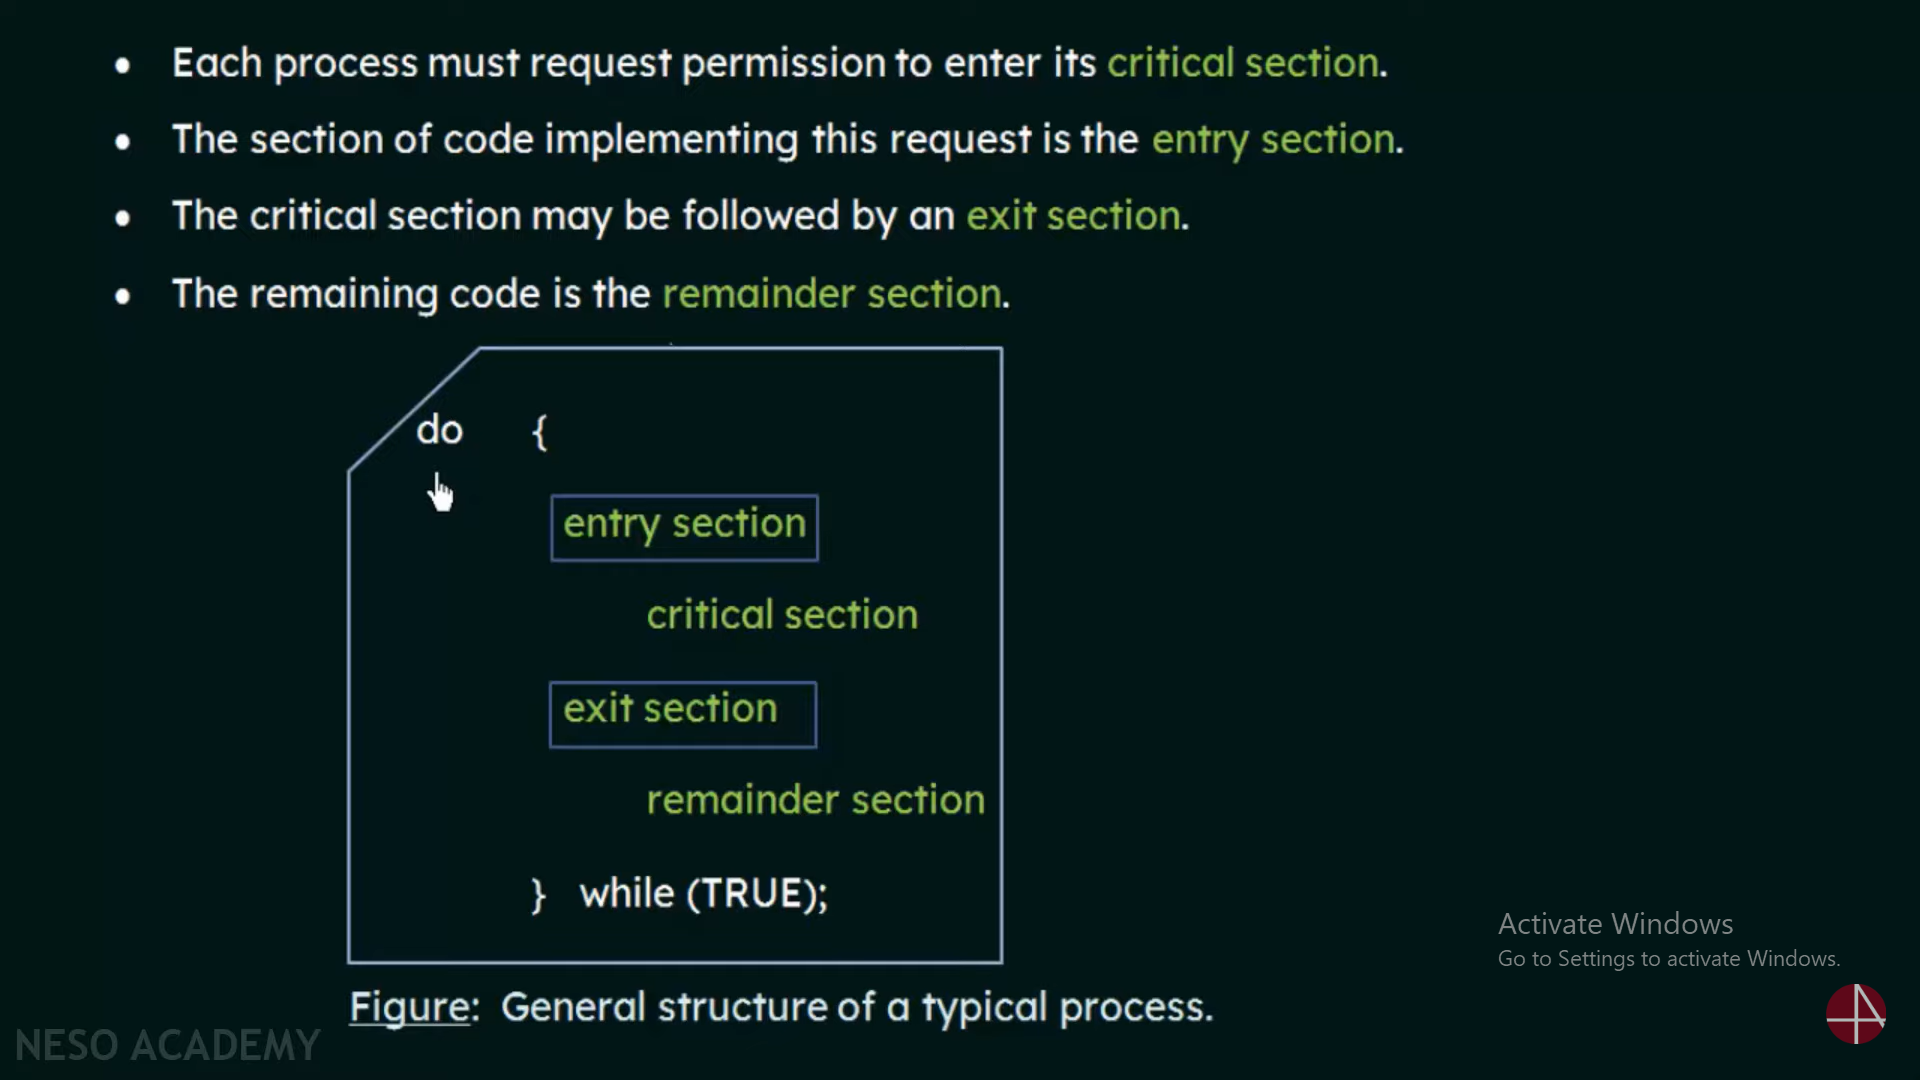 • Each process must request permission to enter its critical section.
• The section of code implementing this request is the entry section.
• The critical section may be followed by an exit section.
• The remaining code is the remainder section.
do {
entry section
critical section
exit section
remainder section
} while (TRUE);
Figure: General structure of a typical process.
Activate Windows
Go to Settings to activate Windows.
NESO ACADEMY